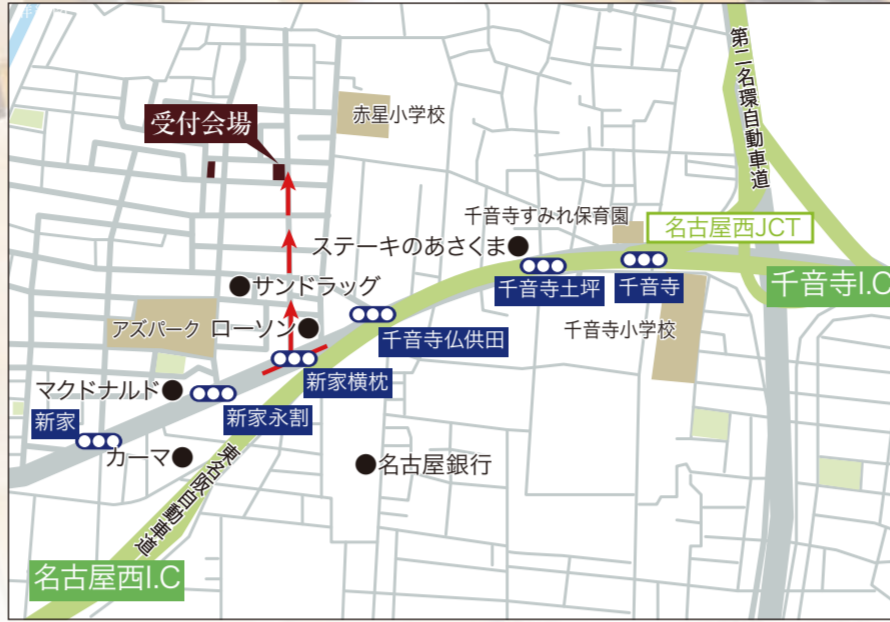 第二名環自動車道
赤星小学校
受付会場
千音寺すみれ保育園
名古屋西JCT
ステーキのあさくま
千音寺I.C
サンドラッグ
千音寺土坪
千音寺
アズパーク
ローソン
千音寺仏供田
千音寺小学校
新家横枕
マクドナルド
新家永割
新家
カーマ
名古屋銀行
東名阪自動車道
名古屋西I.C